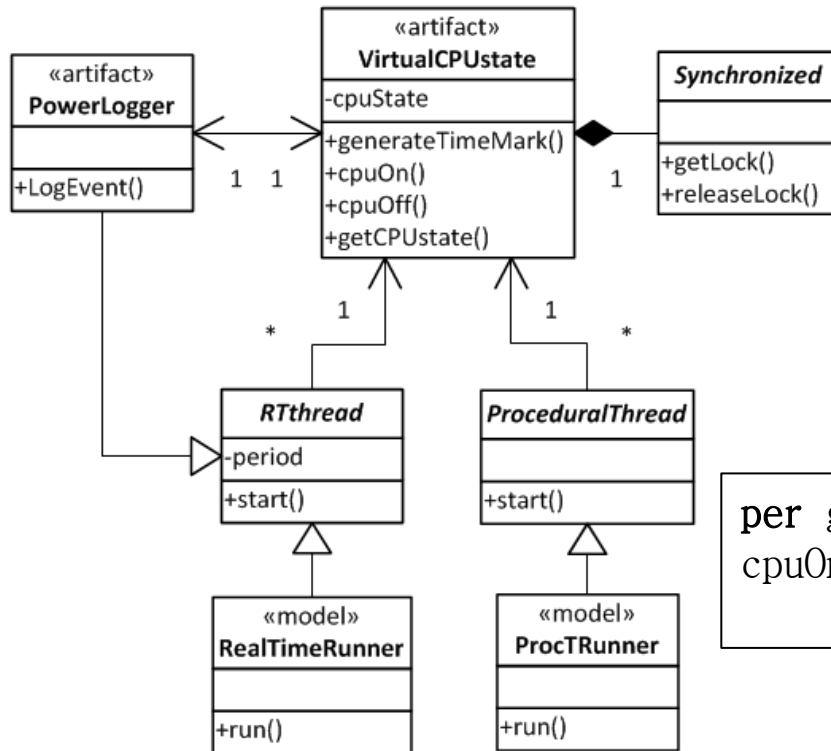 «artifact»
PowerLogger
+LogEvent()
«artifact»
VirtualCPUstate
-cpuState
+generateTimeMark()
+cpuOn()
+cpuOff()
+getCPUstate()
Synchronized
+getLock()
+releaseLock()
1 1
1
1
*
1
*
RTthread
-period
+start()
ProceduralThread
+start()
per
«model»
RealTimeRunner
+run()
«model»
ProcTRunner
+run()